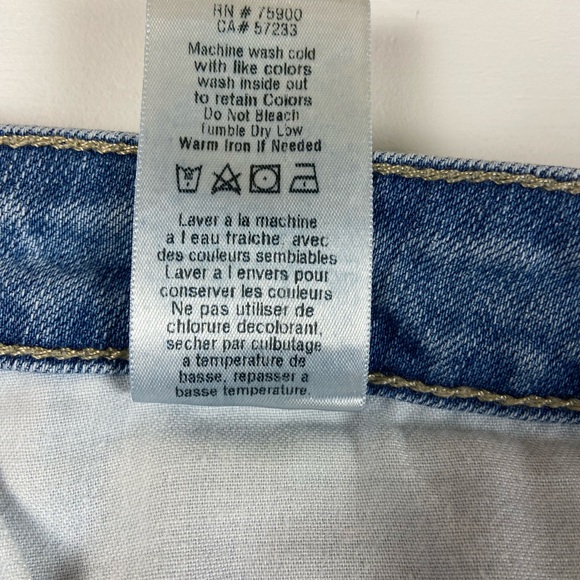 RN # 75900
CA# 57233
Machine wash cold
with like colors
wash inside out
to retain Colors
Do Not Bleach
Tumble Dry Low
Warm Iron If Needed
Laver a la machine
a l eau fraiche, avec
des couleurs semblables
Laver a l envers pour
conserver les couleurs
Ne pas utiliser de
chlorure decolorant,
secher par culbutage
a temperature de
basse, repasser a
basse temperature.